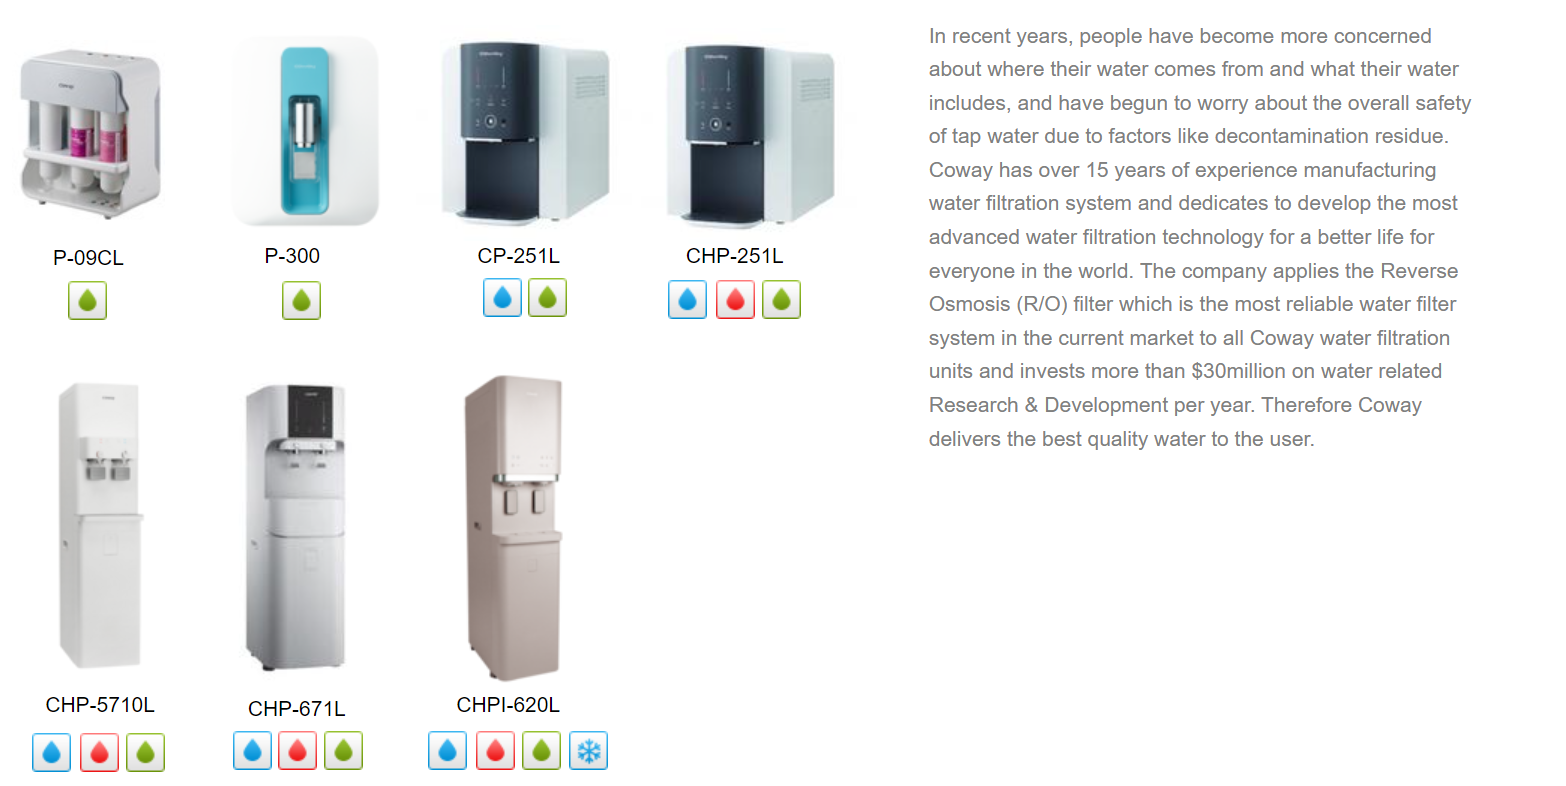 P-09CL
P-300
CP-251L
CHP-251L
CHP-5710L
CHP-671L
CHPI-620L
In recent years, people have become more concerned
about where their water comes from and what their water
includes, and have begun to worry about the overall safety
of tap water due to factors like decontamination residue.
Coway has over 15 years of experience manufacturing
water filtration system and dedicates to develop the most
advanced water filtration technology for a better life for
everyone in the world. The company applies the Reverse
Osmosis (R/O) filter which is the most reliable water filter
system in the current market to all Coway water filtration
units and invests more than $30million on water related
Research & Development per year. Therefore Coway
delivers the best quality water to the user.